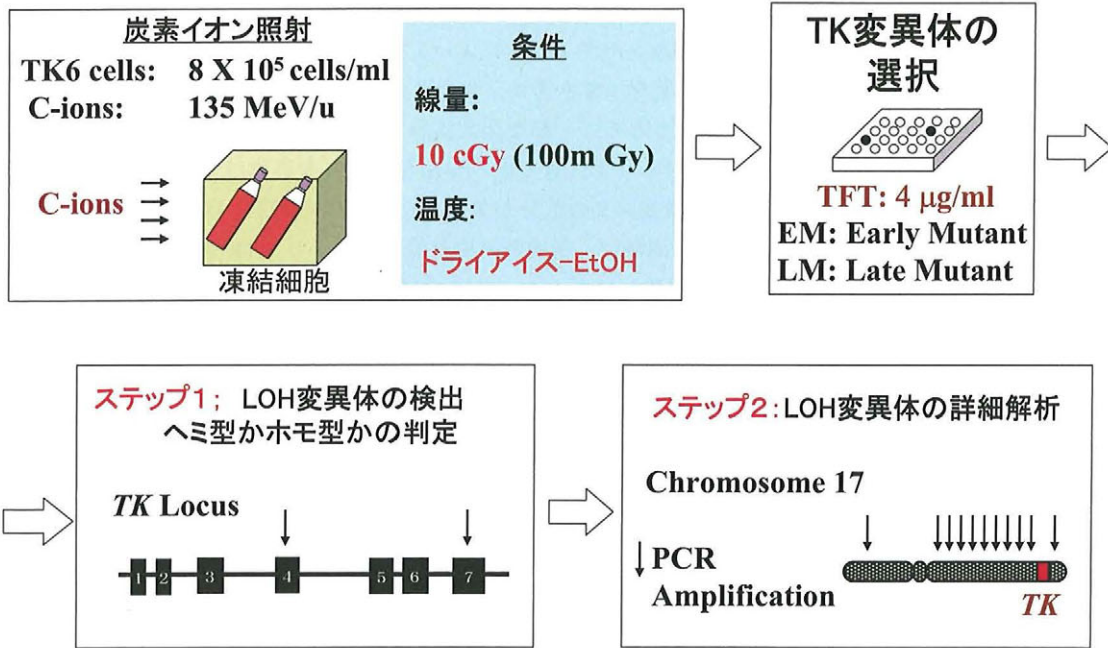 炭素イオン照射
TK6 cells: 8 X 10⁵ cells/ml
C-ions: 135 MeV/u
C-ions
凍結細胞
条件
線量:
10 cGy (100m Gy)
温度:
ドライアイス-EtOH
TK変異体の
選択
TFT: 4 μg/ml
EM: Early Mutant
LM: Late Mutant
ステップ1; LOH変異体の検出
ヘミ型かホモ型かの判定
TK Locus
1 2 3 4 5 6 7
ステップ2:LOH変異体の詳細解析
Chromosome 17
PCR
Amplification
TK